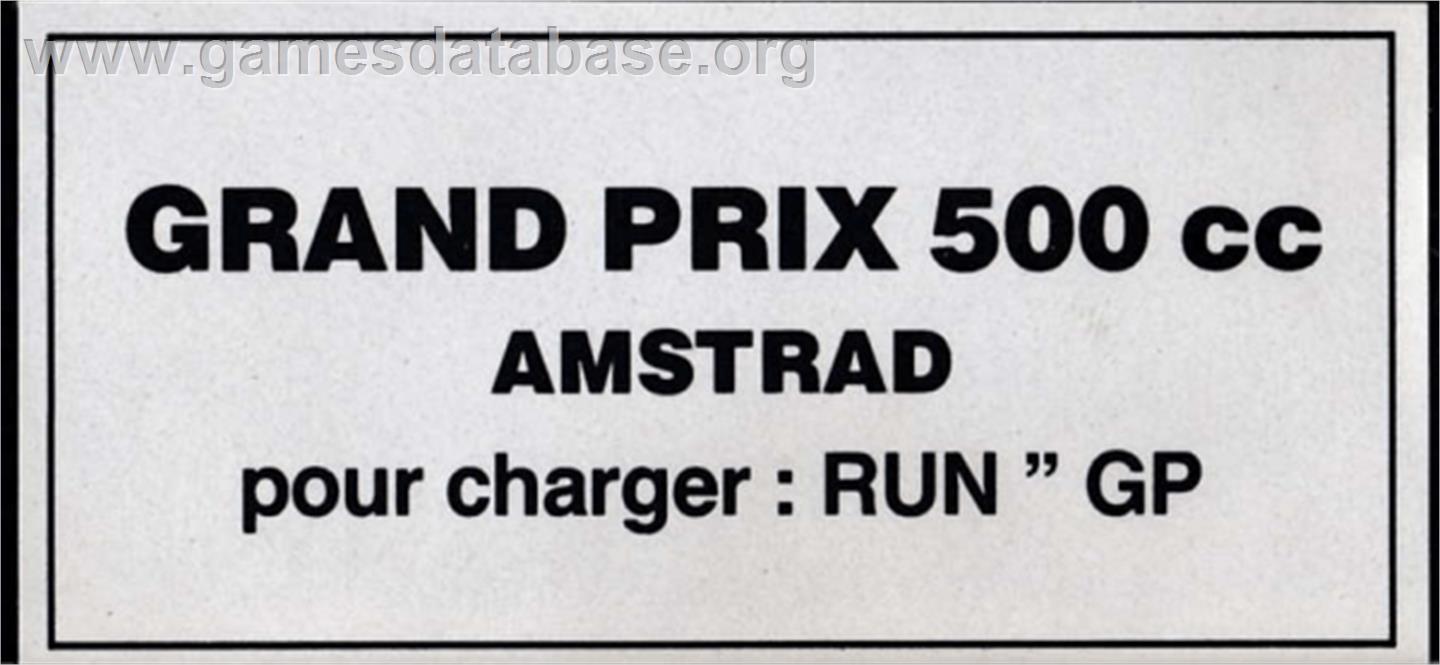 www.gamesdatabase.org
GRAND PRIX 500 cc
AMSTRAD
pour charger : RUN ” GP